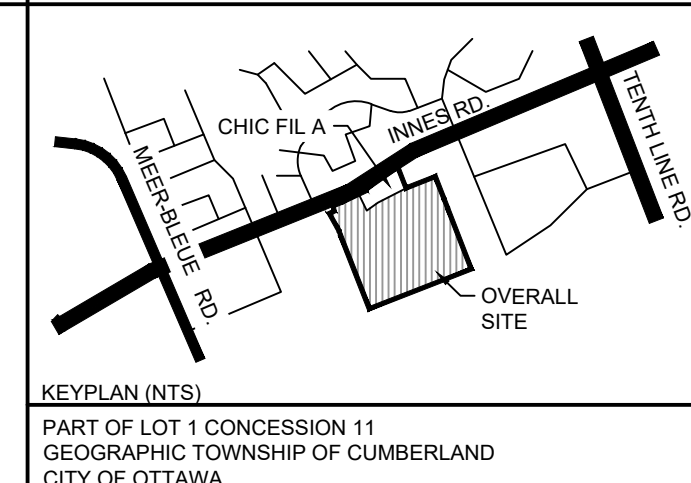 CHIC FIL A
INNES RD.
TENTH LINE RD.
MEER-BLEUE RD.
OVERALL
SITE
KEYPLAN (NTS)
PART OF LOT 1 CONCESSION 11
GEOGRAPHIC TOWNSHIP OF CUMBERLAND
CITY OF OTTAWA